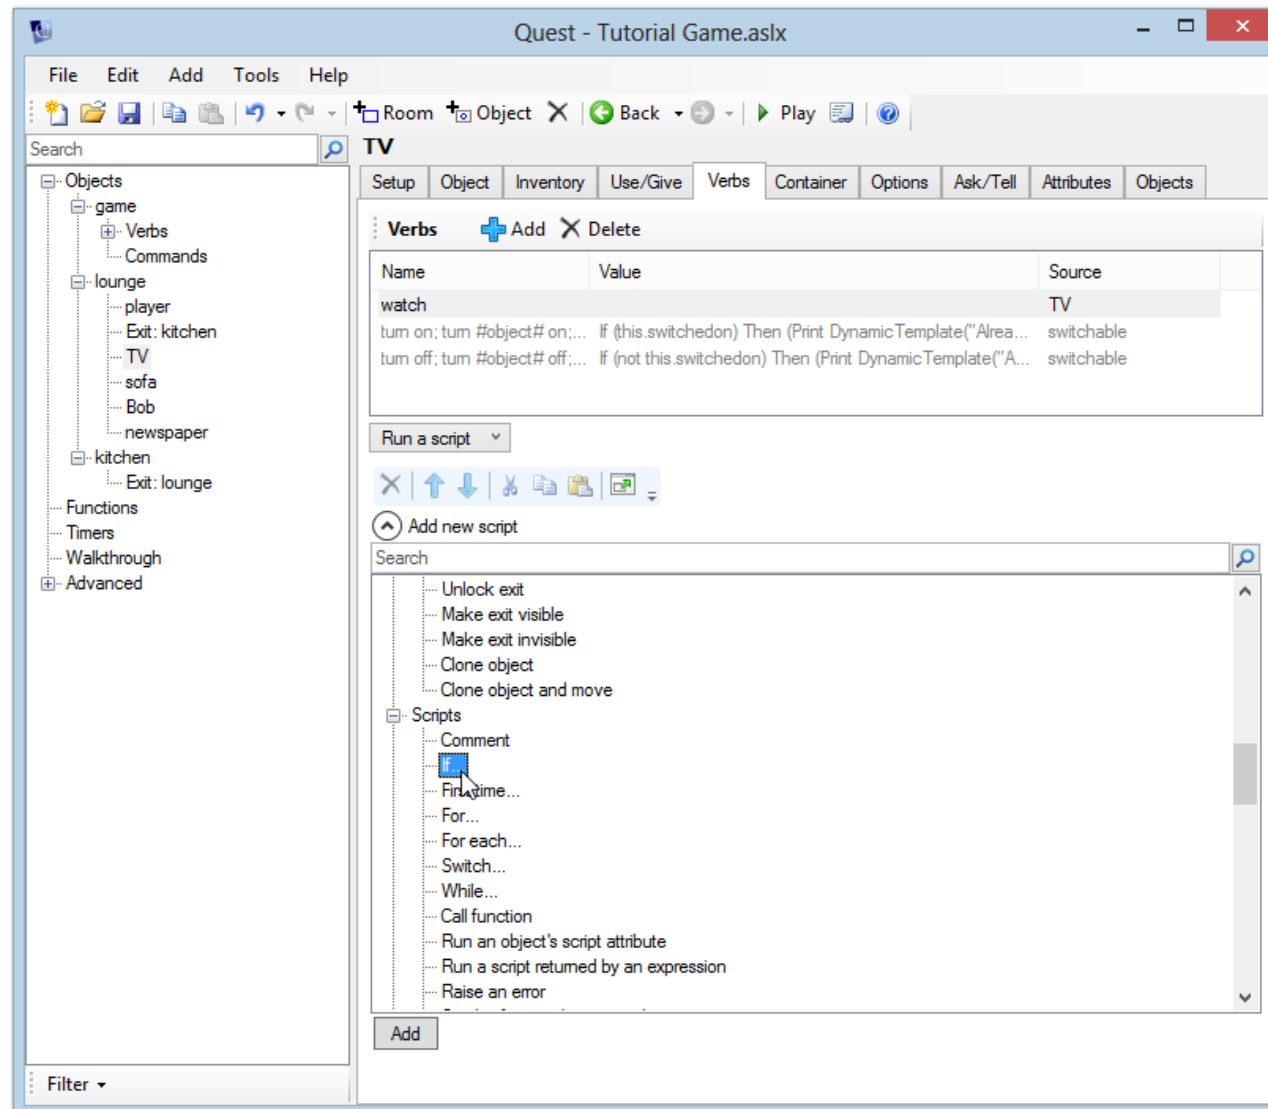 Quest - Tutorial Game.aslx
File Edit Add Tools Help
Room Object Back Play
Search
TV
Setup Object Inventory Use/Give Verbs Container Options Ask/Tell Attributes Objects
Objects
game
Verbs
Commands
lounge
player
Exit: kitchen
TV
sofa
Bob
newspaper
kitchen
Exit: lounge
Functions
Timers
Walkthrough
Advanced
Filter
Verbs Add Delete
Name Value Source
watch TV
turn on; turn #object# on;... If (this.switchedon) Then (Print DynamicTemplate("Alrea... switchable
turn off; turn #object# off;... If (not this.switchedon) Then (Print DynamicTemplate("A... switchable
Run a script
Add new script
Search
Unlock exit
Make exit visible
Make exit invisible
Clone object
Clone object and move
Scripts
Comment
If...
First time...
For...
For each...
Switch...
While...
Call function
Run an object's script attribute
Run a script returned by an expression
Raise an error
Add